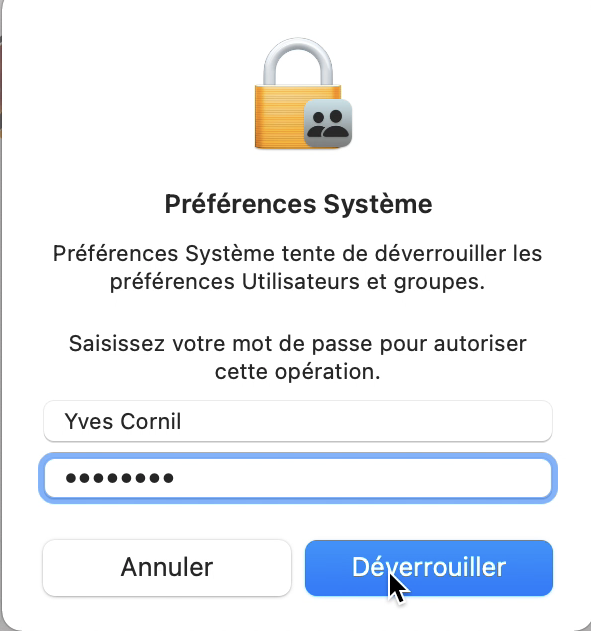 Préférences Système
Préférences Système tente de déverrouiller les
préférences Utilisateurs et groupes.
Saisissez votre mot de passe pour autoriser
cette opération.
Yves Cornil
••••••••
Annuler
Déverrouiller